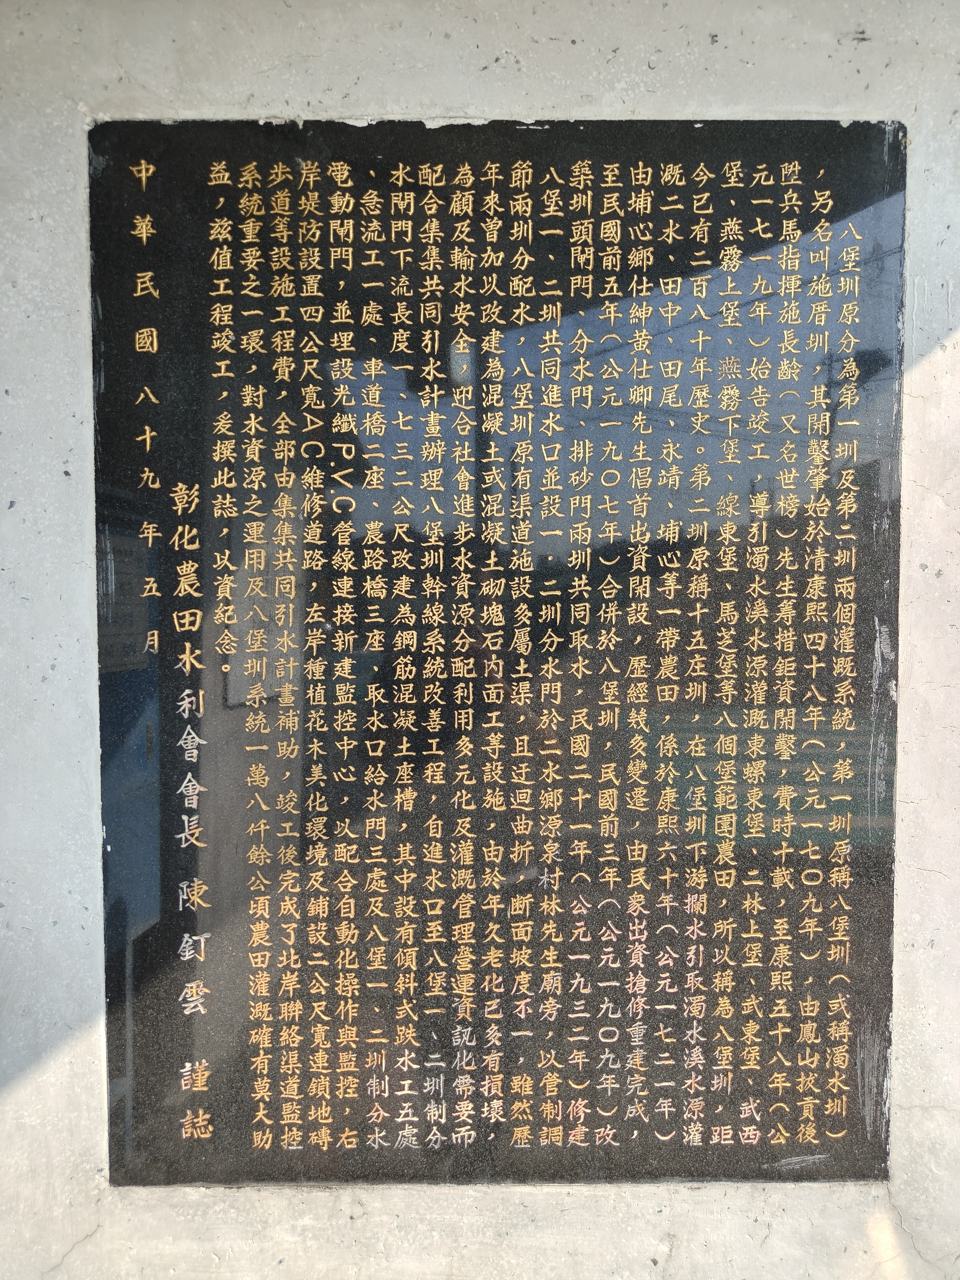 八堡圳原分為第一圳及第二圳兩個灌溉系統，第一圳原稱八堡圳（或稱濁水圳）
，另名叫施厝圳，其開鑿肇始於清康熙四十八年（公元一七０九年），由鳳山拔貢後
陞兵馬指揮施長齡（又名世榜）先生籌措鉅資開鑿，費時十載，至康熙五十八年（公
元一七一九年）始告竣工，導引濁水溪水源灌溉東螺東堡、二林上堡、武東堡、武西
堡、燕霧上堡、燕霧下堡、線東堡、馬芝堡等八個堡範圍農田，所以稱為八堡圳，距
今已有二百八十年歷史。第二圳原稱十五庄圳，在八堡圳下游攔水引取濁水溪水源灌
溉二水、田中、田尾、永靖、埔心等一帶農田，係於康熙六十年（公元一七二一年）
由埔心鄉仕紳黃仕卿先生倡首出資開設，歷經幾多變遷，由民眾出資搶修重建完成，
至民國前五年（公元一九０七年）合併於八堡圳，民國前三年（公元一九０九年）改
築圳頭閘門、分水門、排砂門兩圳共同取水，民國二十一年（公元一九三二年）修建
八堡一、二圳共同進水口並設一．二圳分水門於二水鄉源泉村林先生廟旁，以管制調
節兩圳分配水，八堡圳原有渠道施設多屬土渠，且迂迴曲折，斷面坡度不一，雖然歷
年來曾加以改建為混凝土或混凝土砌塊石內面工等設施，由於年久老化已多有損壞，
為顧及輸水安全，迎合社會進步水資源分配利用多元化及灌溉管理營運資訊化需要而
配合集集共同引水計畫辦理八堡圳幹線系統改善工程，自進水口至八堡一、二圳制分
水閘門下流長度一、七三二公尺改建為鋼筋混凝土座槽，其中設有傾斜式跌水工五處
、急流工一處、車道橋二座、農路橋三座、取水口給水門三處及八堡一、二圳制分水
電動閘門，並埋設光纖P.V.C管線連接新建監控中心，以配合自動化操作與監控，右
岸堤防設置四公尺寬AC維修道路，左岸種植花木美化環境及鋪設二公尺寬連鎖地磚
步道等設施工程費，全部由集集共同引水計畫補助，竣工後完成了北岸聯絡渠道監控
系統重要之一環，對水資源之運用及八堡圳系統一萬八仟餘公頃農田灌溉確有莫大助
益，茲值工程竣工，爰撰此誌，以資紀念。
彰化農田水利會會長 陳釘雲 謹誌
中華民國八十九年五月